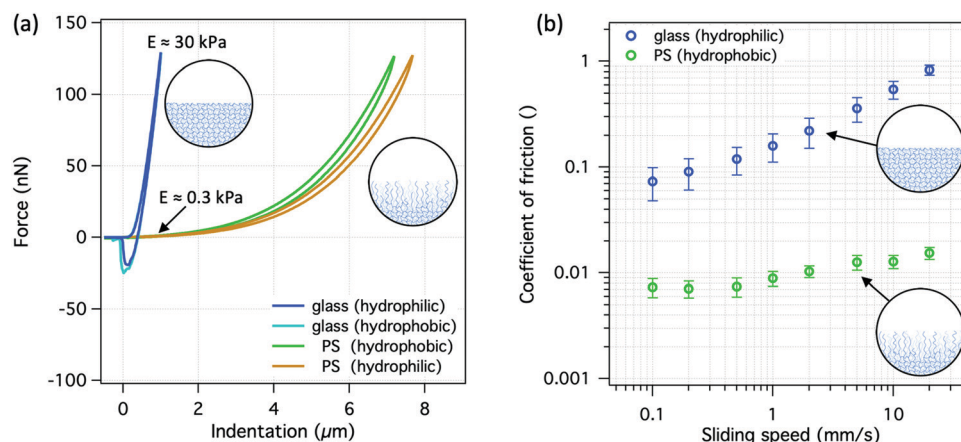 (a)
150
100
50
0
-50
-100
Force (nN)
E ≈ 30 kPa
E ≈ 0.3 kPa
glass (hydrophilic)
glass (hydrophobic)
PS (hydrophobic)
PS (hydrophilic)
0
2
4
6
8
Indentation (µm)
(b)
glass (hydrophilic)
PS (hydrophobic)
1
0.1
0.01
0.001
Coefficient of friction ()
0.1
1
10
Sliding speed (mm/s)